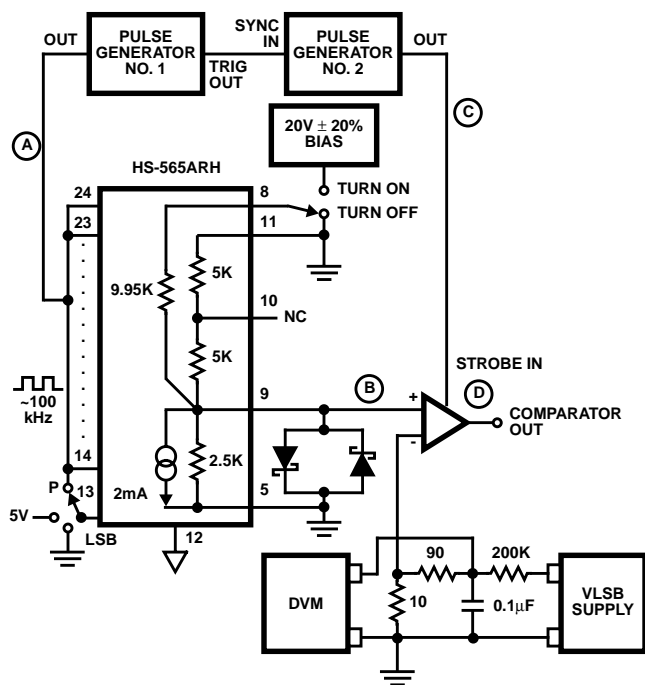 OUT
PULSE
GENERATOR
NO. 1
TRIG
OUT
SYNC
IN
PULSE
GENERATOR
NO. 2
OUT
A
C
20V ± 20%
BIAS
HS-565ARH
24
23
8
TURN ON
TURN OFF
11
9.95K
5K
10
NC
5K
~100
kHz
9
B
STROBE IN
+
-
D
COMPARATOR
OUT
14
P
13
2mA
2.5K
5
5V
LSB
12
DVM
90
200K
10
0.1µF
VLSB
SUPPLY